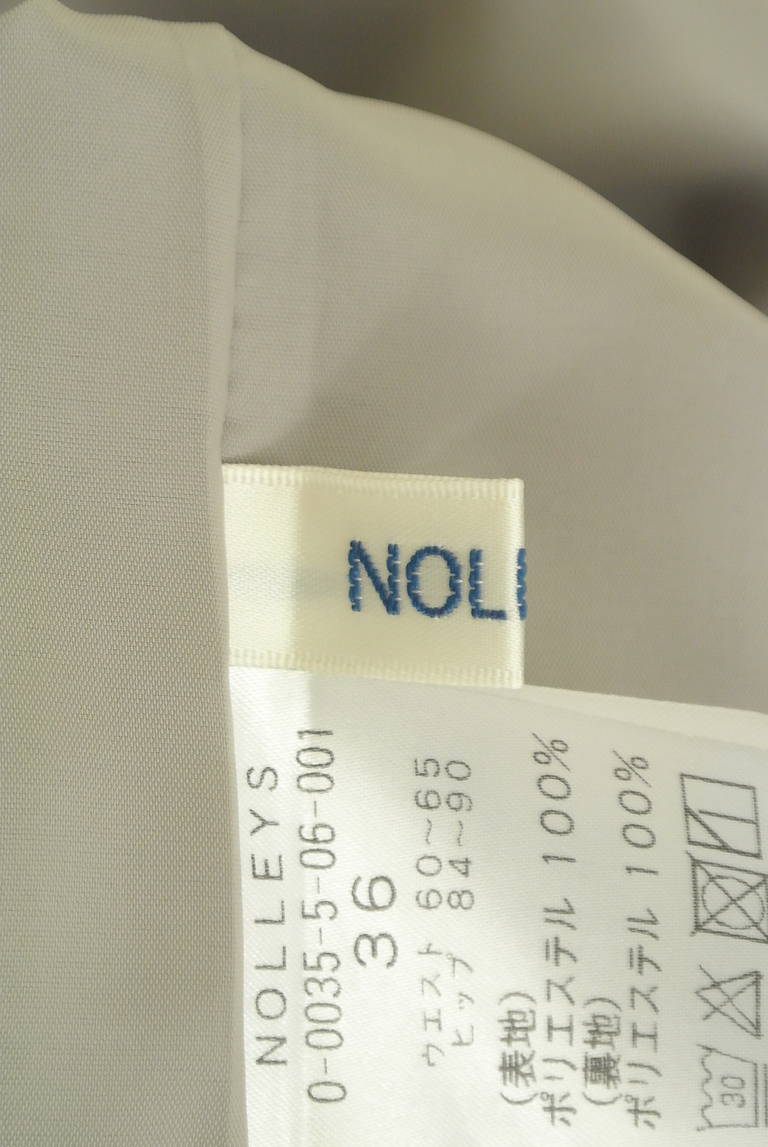 NOLL
NOLLEYS
0-0035-5-06-001
36
ウエスト 60～65
ヒップ 84～90
(表地)
ポリエステル 100%
(裏地)
ポリエステル 100%
30